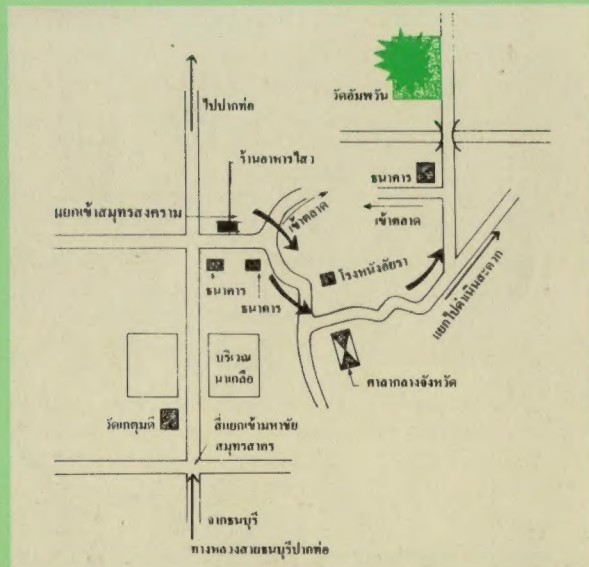 วัดอัมพวัน
ไปปากท่อ
ร้านอาหารไสว
ธนาคาร
แยกเข้าสมุทรสงคราม
เข้าตลาด
เข้าตลาด
โรงหนังอัยรา
ธนาคาร
ธนาคาร
แยกไปดำเนินสะดวก
บริเวณ
นาเกลือ
ศาลากลางจังหวัด
วัดเกตุมดี
สี่แยกเข้ามหาชัย
สมุทรสาคร
จากธนบุรี
ทางหลวงสายธนบุรีปากท่อ